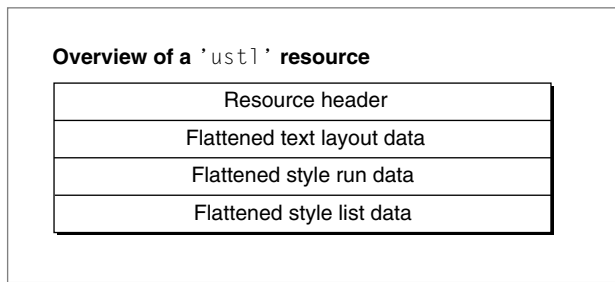 Overview of a 'ustl' resource
Resource header
Flattened text layout data
Flattened style run data
Flattened style list data